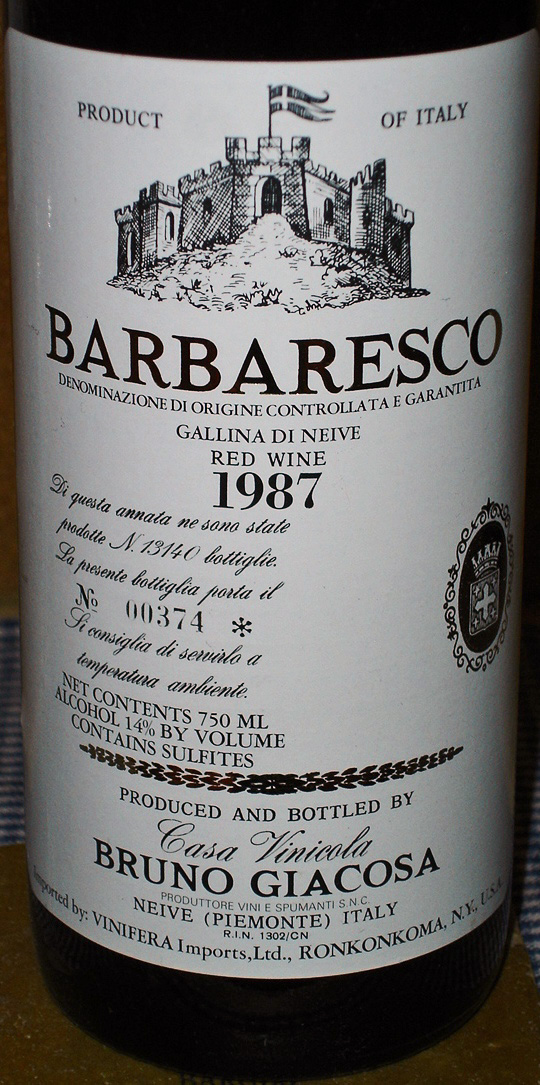 PRODUCT OF ITALY
BARBARESCO
DENOMINAZIONE DI ORIGINE CONTROLLATA E GARANTITA
GALLINA DI NEIVE
RED WINE
1987
Di questa annata ne sono state
prodotte N. 13140 bottiglie.
La presente bottiglia porta il
No 00374 *
Si consiglia di servirlo a
temperatura ambiente.
NET CONTENTS 750 ML
ALCOHOL 14% BY VOLUME
CONTAINS SULFITES
PRODUCED AND BOTTLED BY
Casa Vinicola
BRUNO GIACOSA
PRODUTTORE VINI E SPUMANTI S.N.C.
NEIVE (PIEMONTE) ITALY
R.I.N. 1302/CN
Imported by: VINIFERA Imports,Ltd., RONKONKOMA, N.Y., U.S.A.